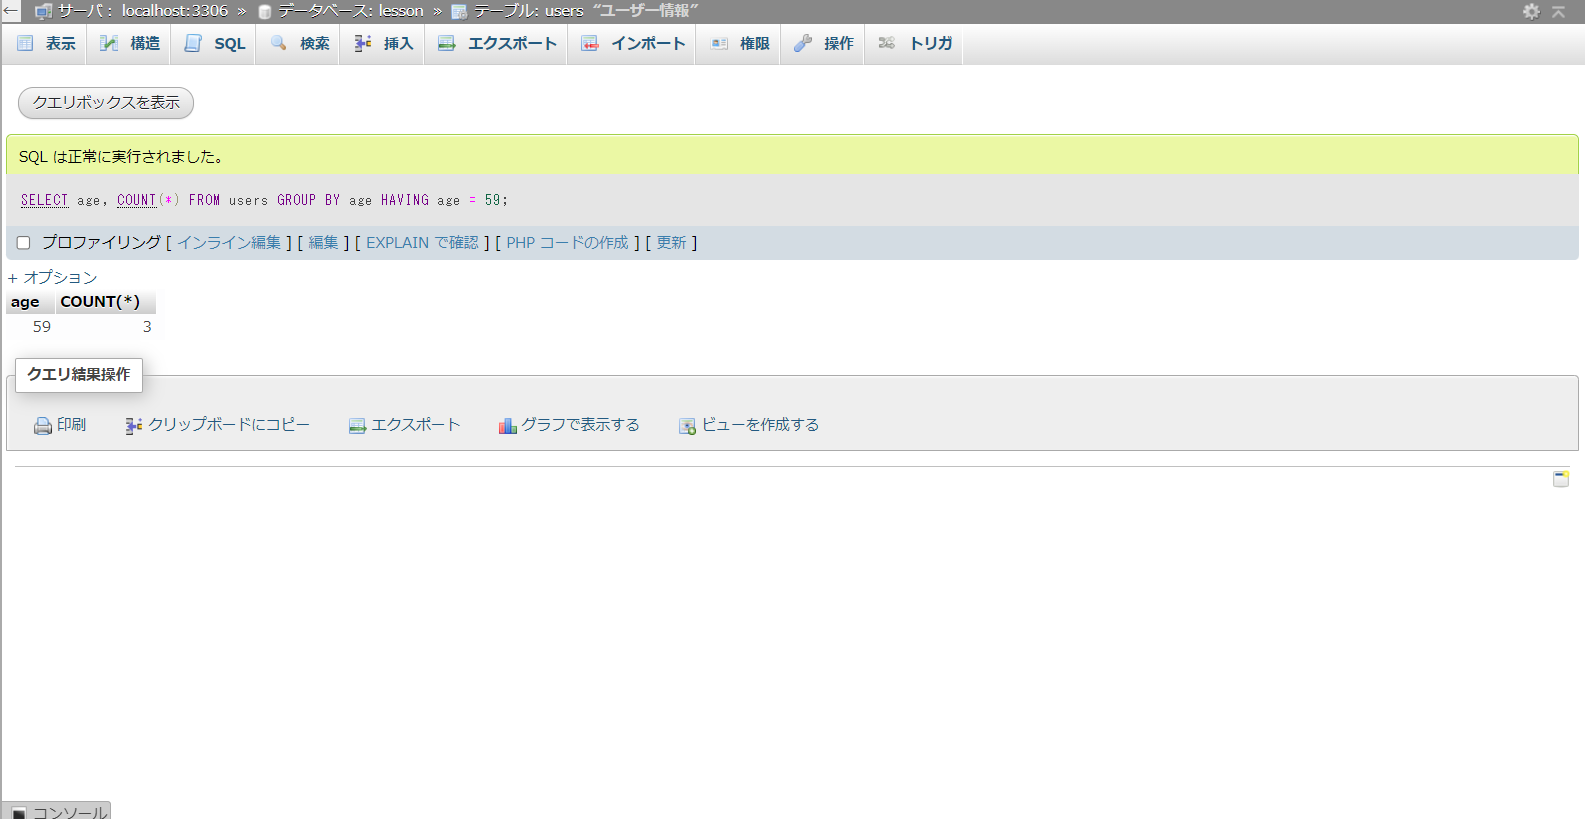 サーバ : localhost:3306 » データベース: lesson » テーブル: users “ユーザー情報”
表示 構造 SQL 検索 挿入 エクスポート インポート 権限 操作 トリガ
クエリボックスを表示
SQL は正常に実行されました。
SELECT age, COUNT(*) FROM users GROUP BY age HAVING age = 59;
プロファイリング [ インライン編集 ] [ 編集 ] [ EXPLAIN で確認 ] [ PHP コードの作成 ] [ 更新 ]
+ オプション
age COUNT(*)
59 3
クエリ結果操作
印刷 クリップボードにコピー エクスポート グラフで表示する ビューを作成する
コンソール